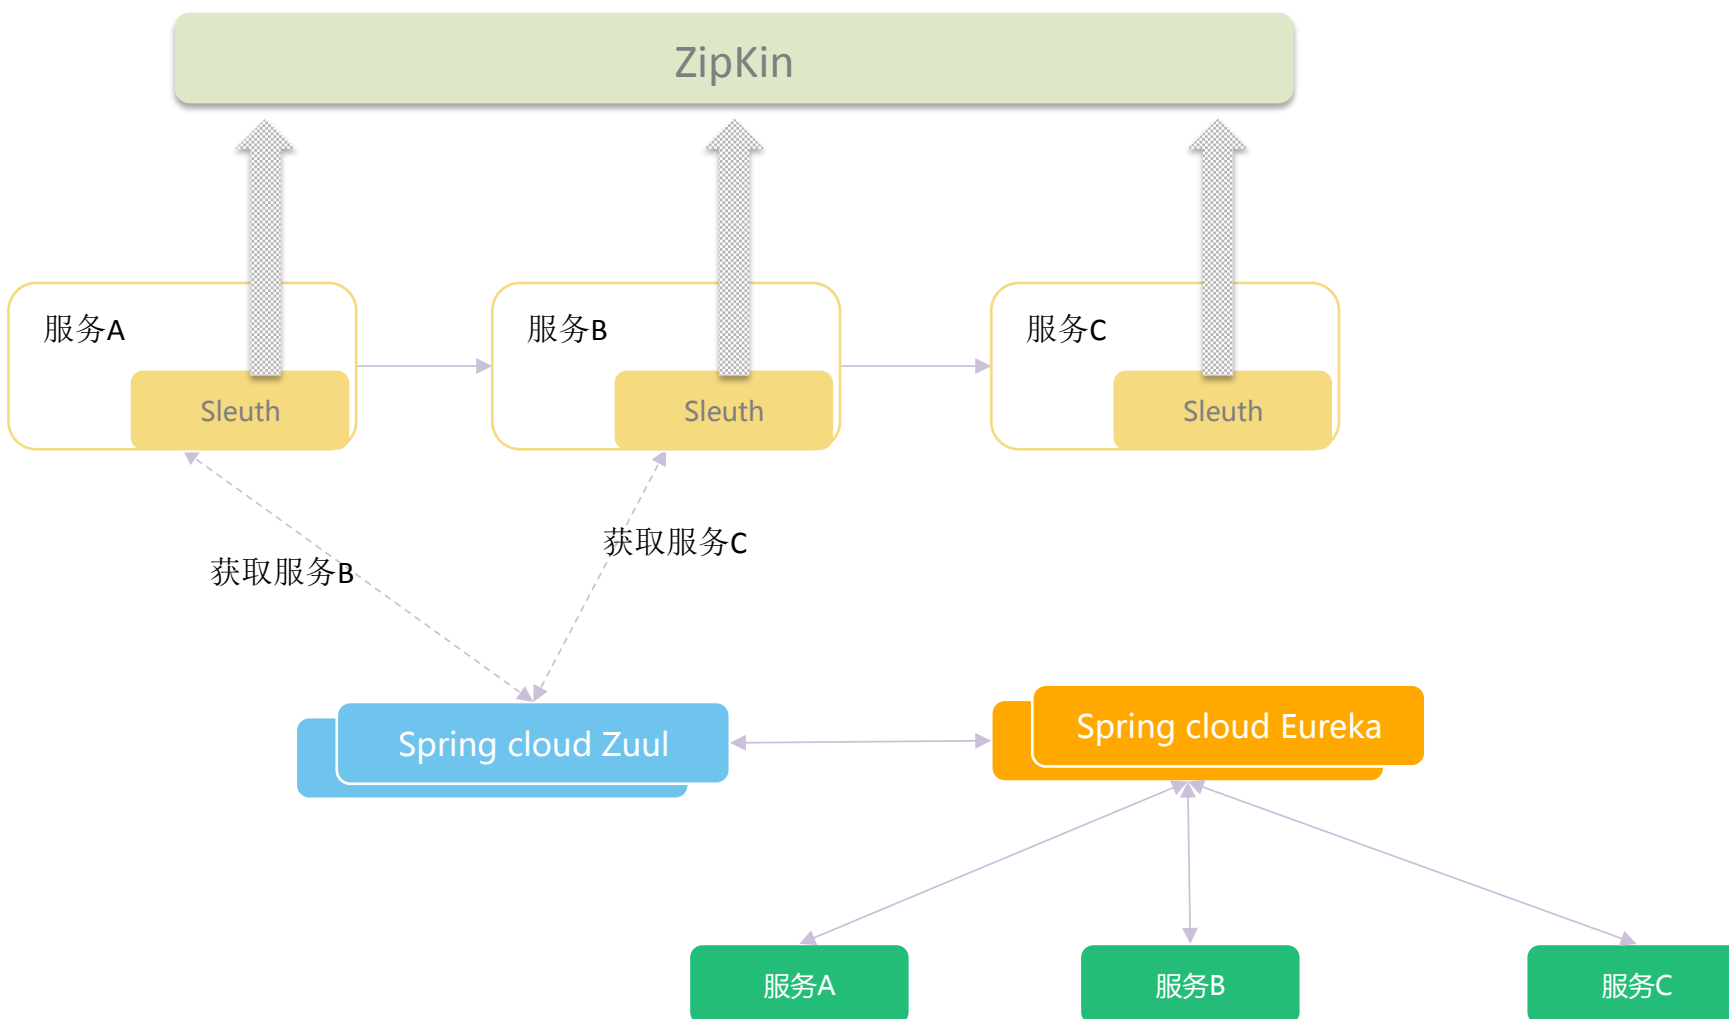 ZipKin
服务A
服务B
服务C
Sleuth
Sleuth
Sleuth
获取服务C
获取服务B
Spring cloud Zuul
Spring cloud Eureka
服务A
服务B
服务C